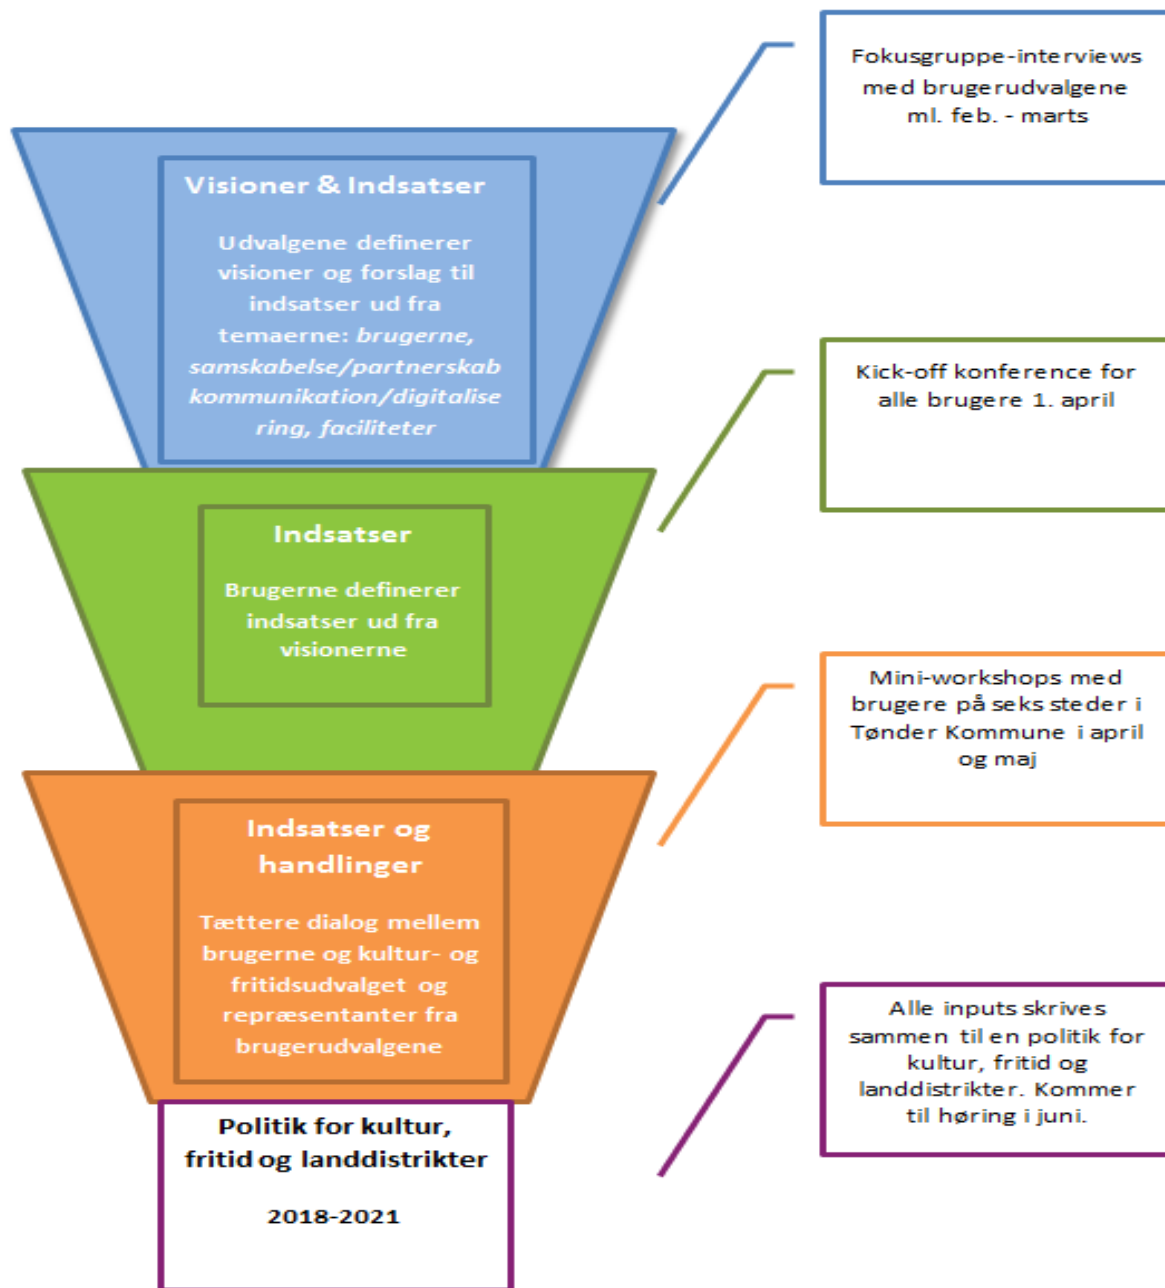 Fokusgruppe-interviews
med brugerudvalgene
ml. feb. - marts
Visioner & Indsatser
Udvalgene definerer
visioner og forslag til
indsatser ud fra
temaerne: brugerne,
samskabelse/partnerskab
kommunikation/digitalise
ring, faciliteter
Kick-off konference for
alle brugere 1. april
Indsatser
Brugerne definerer
indsatser ud fra
visionerne
Mini-workshops med
brugere på seks steder i
Tønder Kommune i april
og maj
Indsatser og
handlinger
Tættere dialog mellem
brugerne og kultur- og
fritidsudvalget og
repræsentanter fra
brugerudvalgene
Alle inputs skrives
sammen til en politik for
kultur, fritid og
landdistrikter. Kommer
til høring i juni.
Politik for kultur,
fritid og landdistrikter
2018-2021